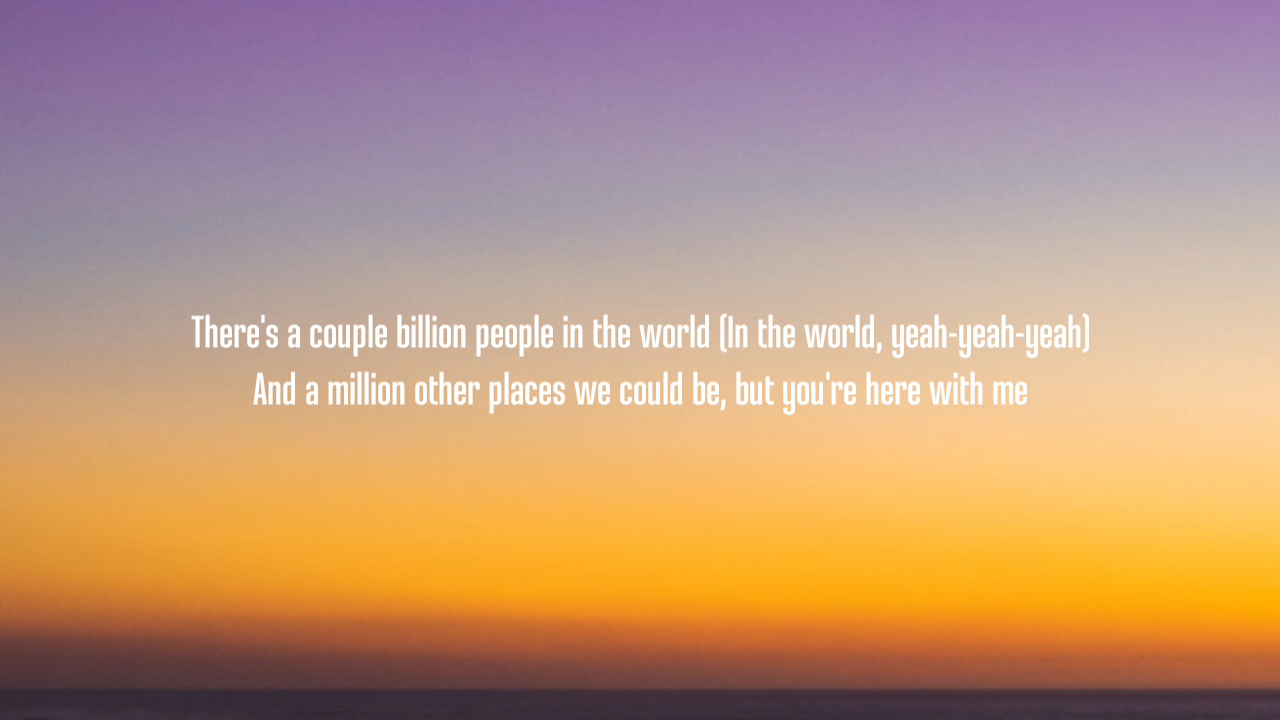 There's a couple billion people in the world (In the world, yeah-yeah-yeah)
And a million other places we could be, but you're here with me